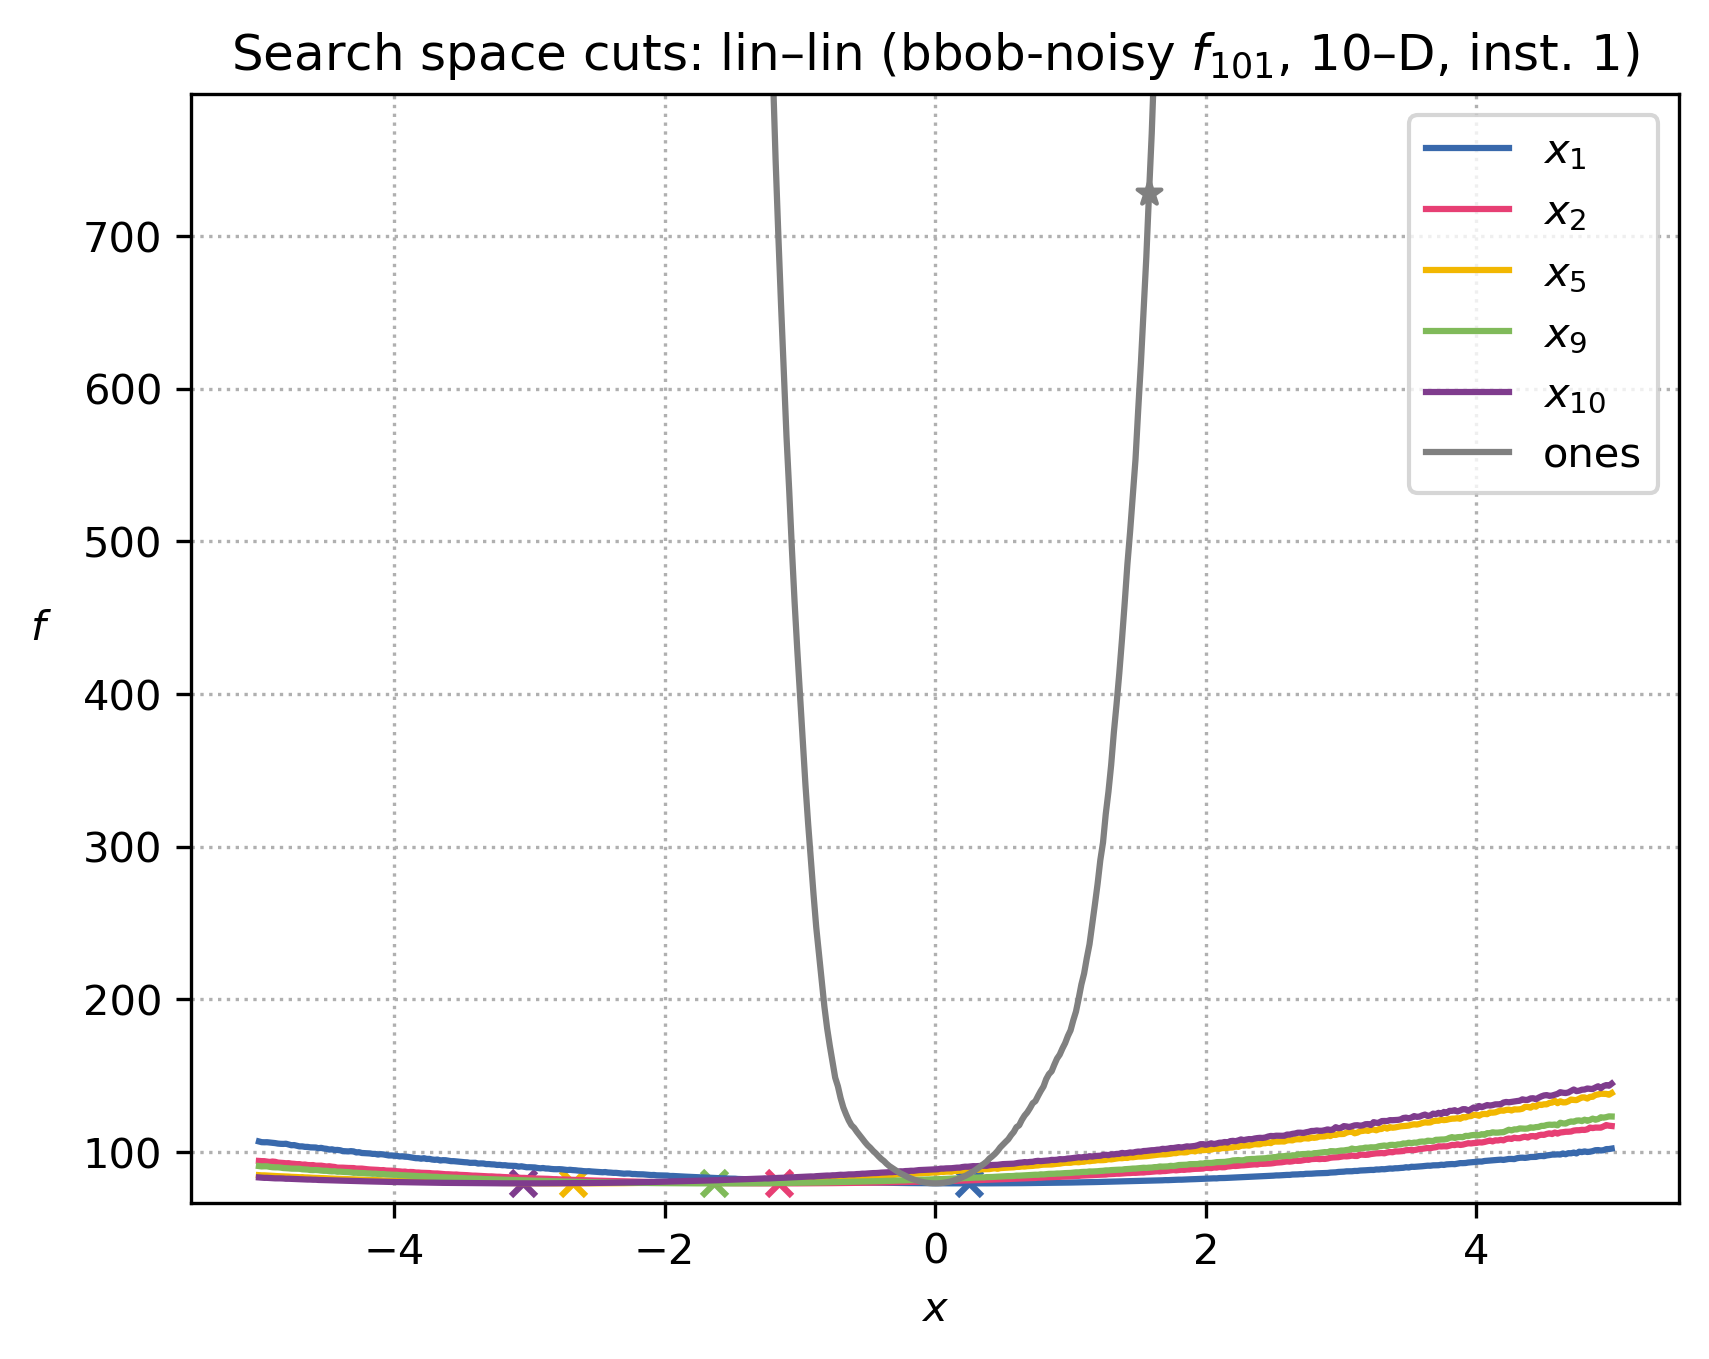 Search space cuts: lin–lin (bbob-noisy f₁₀₁, 10–D, inst. 1)
x₁
x₂
x₅
x₉
x₁₀
ones
700
600
500
400
300
200
100
f
−4 −2 0 2 4
x